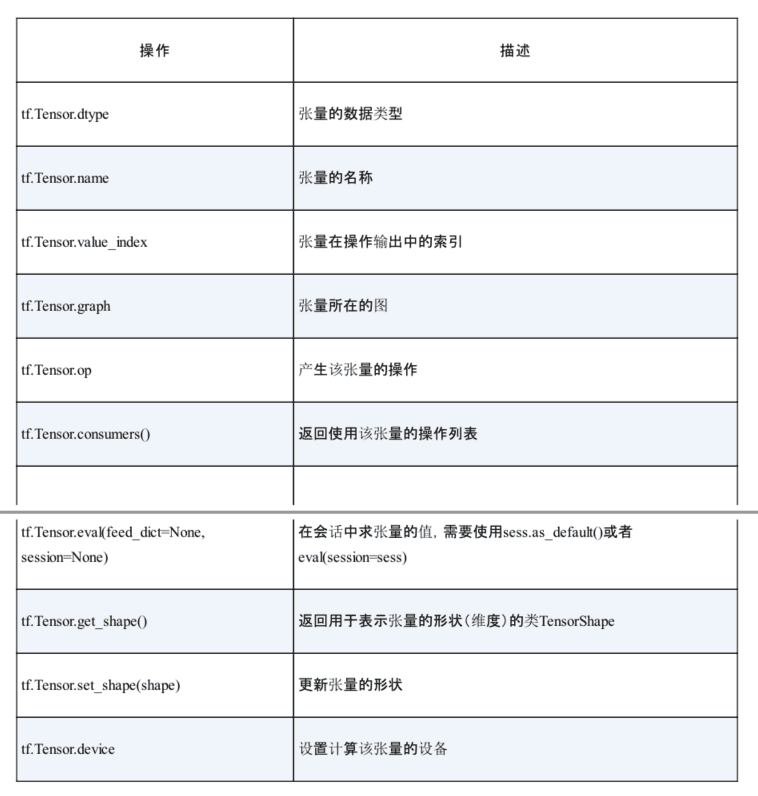 操作 描述
tf.Tensor.dtype 张量的数据类型
tf.Tensor.name 张量的名称
tf.Tensor.value_index 张量在操作输出中的索引
tf.Tensor.graph 张量所在的图
tf.Tensor.op 产生该张量的操作
tf.Tensor.consumers() 返回使用该张量的操作列表
tf.Tensor.eval(feed_dict=None, 在会话中求张量的值，需要使用sess.as_default()或者
session=None) eval(session=sess)
tf.Tensor.get_shape() 返回用于表示张量的形状（维度）的类TensorShape
tf.Tensor.set_shape(shape) 更新张量的形状
tf.Tensor.device 设置计算该张量的设备